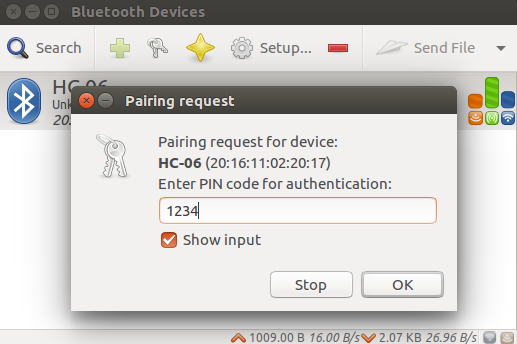 Bluetooth Devices
Search
Setup...
Send File
HC-06
Pairing request
Pairing request for device:
HC-06 (20:16:11:02:20:17)
Enter PIN code for authentication:
1234
Show input
Stop
OK
1009.00 B 16.00 B/s 2.07 KB 26.96 B/s